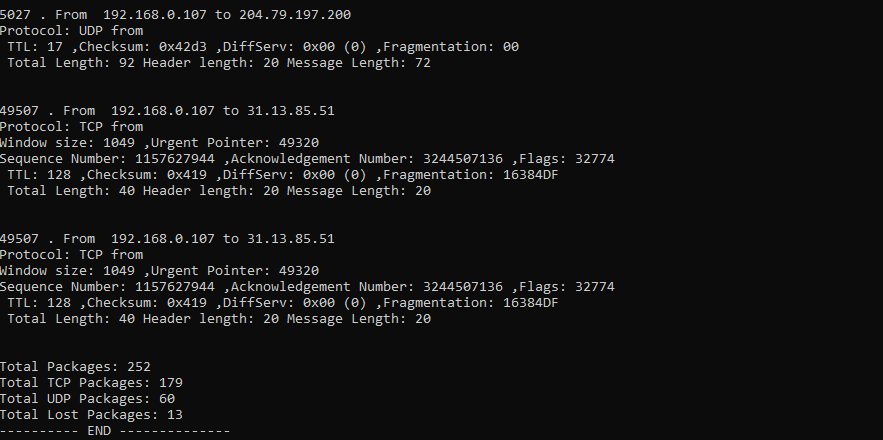 5027 . From  192.168.0.107 to 204.79.197.200
Protocol: UDP from
 TTL: 17 ,Checksum: 0x42d3 ,DiffServ: 0x00 (0) ,Fragmentation: 00
 Total Length: 92 Header length: 20 Message Length: 72
49507 . From  192.168.0.107 to 31.13.85.51
Protocol: TCP from
Window size: 1049 ,Urgent Pointer: 49320
Sequence Number: 1157627944 ,Acknowledgement Number: 3244507136 ,Flags: 32774
 TTL: 128 ,Checksum: 0x419 ,DiffServ: 0x00 (0) ,Fragmentation: 16384DF
 Total Length: 40 Header length: 20 Message Length: 20
49507 . From  192.168.0.107 to 31.13.85.51
Protocol: TCP from
Window size: 1049 ,Urgent Pointer: 49320
Sequence Number: 1157627944 ,Acknowledgement Number: 3244507136 ,Flags: 32774
 TTL: 128 ,Checksum: 0x419 ,DiffServ: 0x00 (0) ,Fragmentation: 16384DF
 Total Length: 40 Header length: 20 Message Length: 20
Total Packages: 252
Total TCP Packages: 179
Total UDP Packages: 60
Total Lost Packages: 13
---------- END --------------